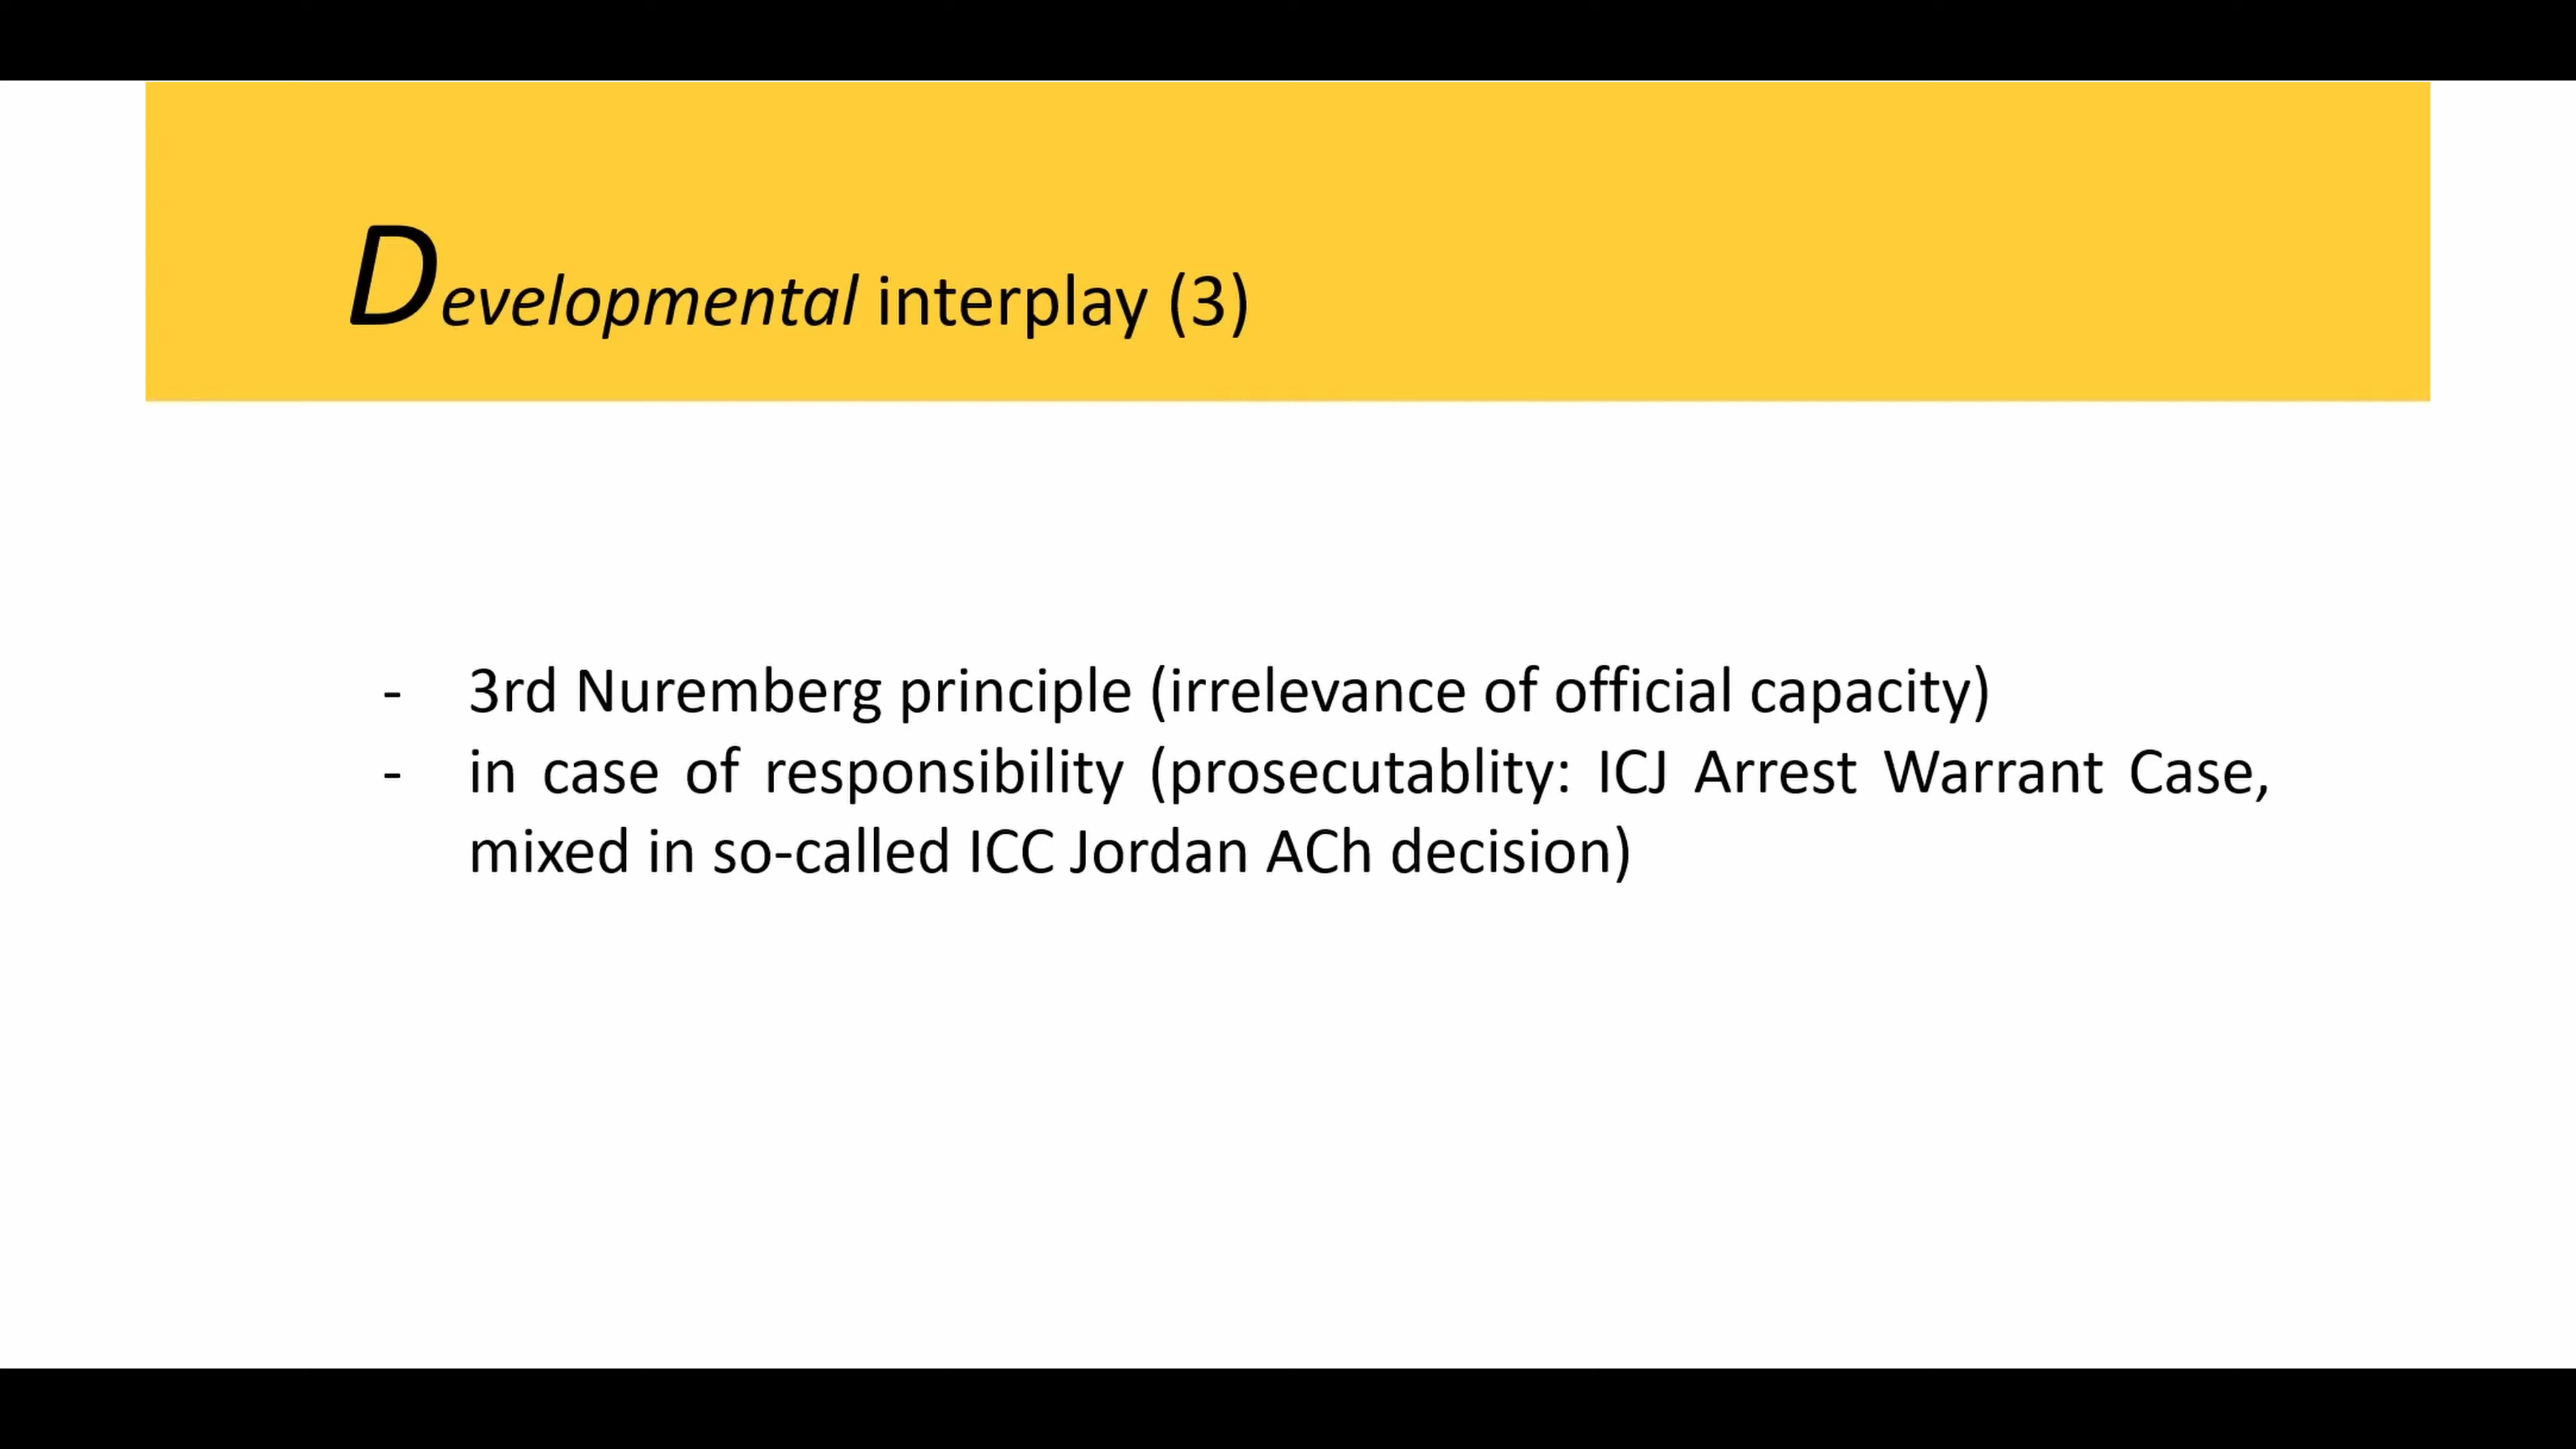 Developmental interplay (3)
- 3rd Nuremberg principle (irrelevance of official capacity)
- in case of responsibility (prosecutablity: ICJ Arrest Warrant Case,
mixed in so-called ICC Jordan ACh decision)